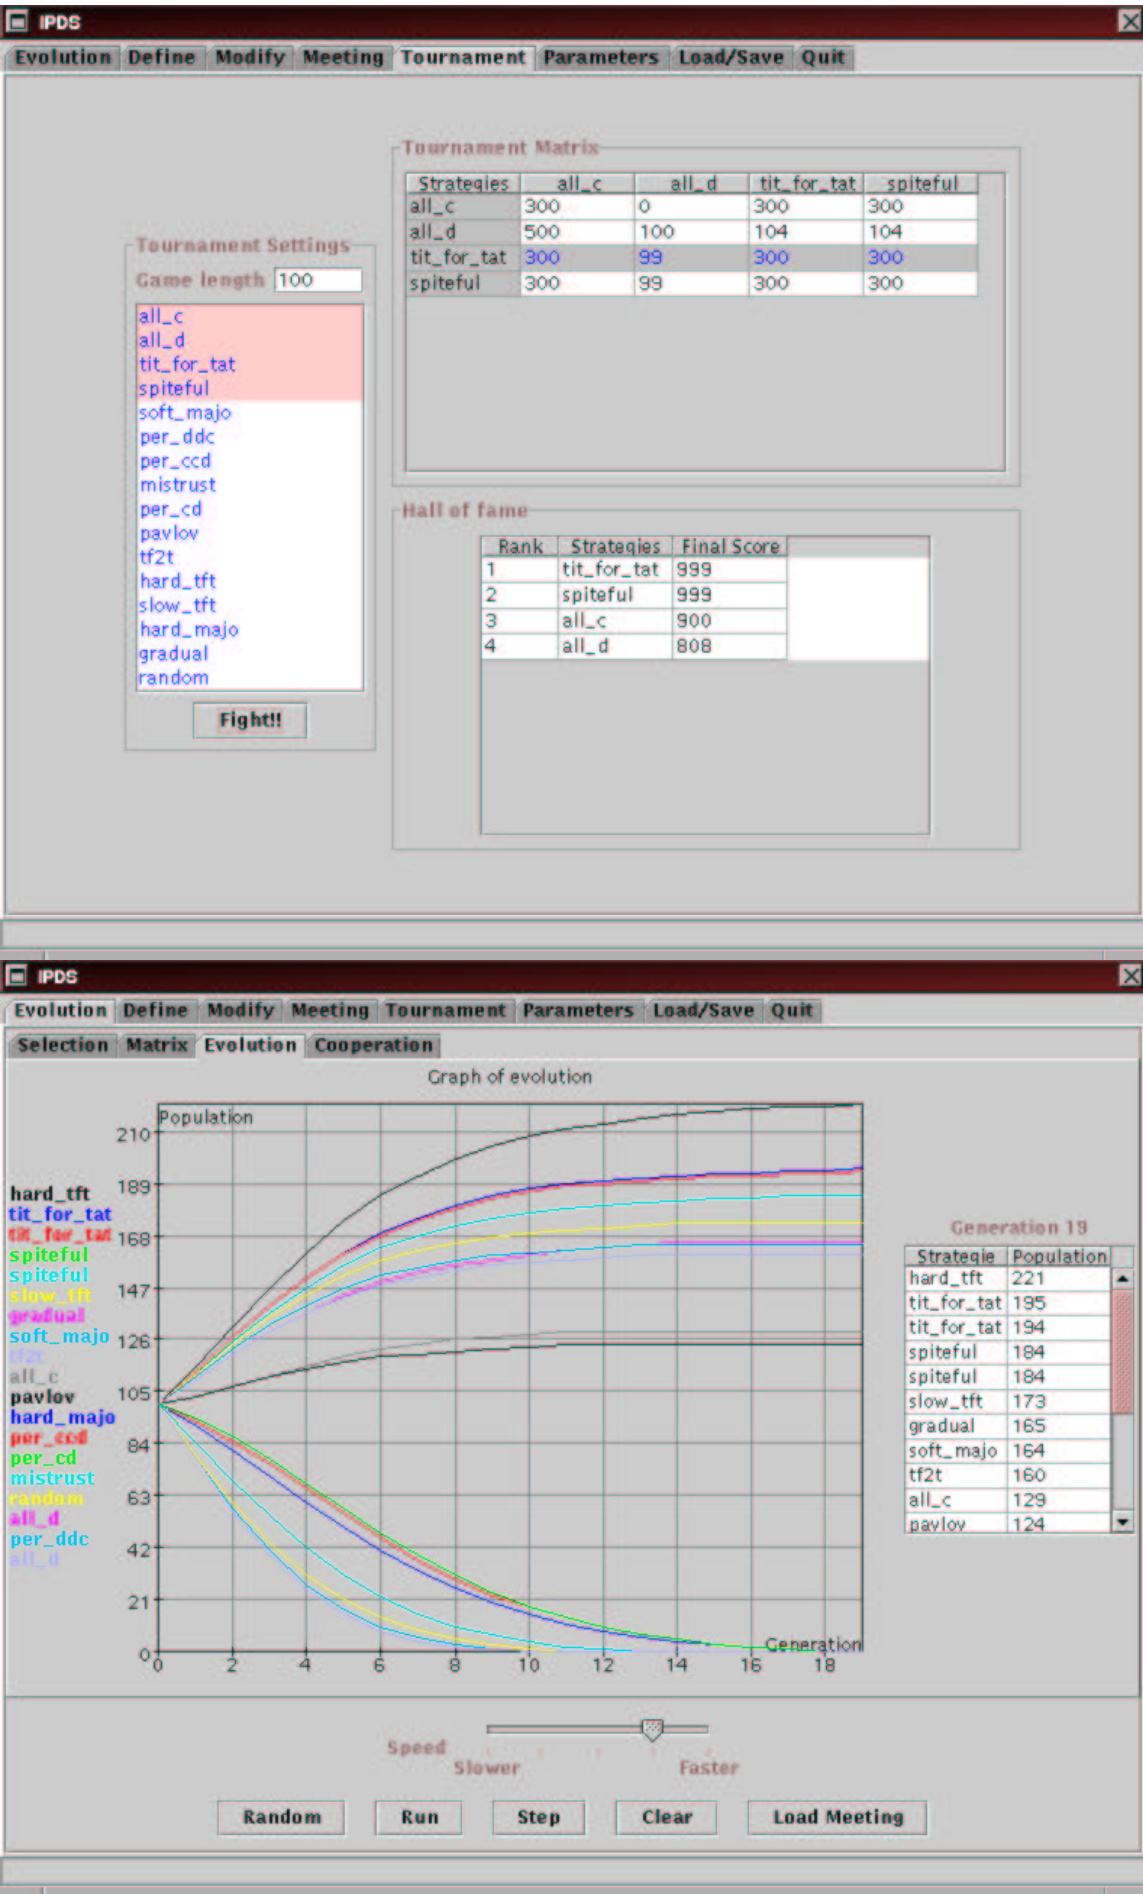 IPDS
Evolution Define Modify Meeting Tournament Parameters Load/Save Quit
Tournament Matrix
Strategies all_c all_d tit_for_tat spiteful
all_c 300 0 300 300
all_d 500 100 104 104
tit_for_tat 300 99 300 300
spiteful 300 99 300 300
Tournament Settings
Game length 100
all_c
all_d
tit_for_tat
spiteful
soft_majo
per_ddc
per_ccd
mistrust
per_cd
pavlov
tf2t
hard_tft
slow_tft
hard_majo
gradual
random
Fight!!
Hall of fame
Rank Strategies Final Score
1 tit_for_tat 999
2 spiteful 999
3 all_c 900
4 all_d 808
IPDS
Evolution Define Modify Meeting Tournament Parameters Load/Save Quit
Selection Matrix Evolution Cooperation
Graph of evolution
Population
210
189
168
147
126
105
84
63
42
21
0
0 2 4 6 8 10 12 14 16 18
Generation
hard_tft
tit_for_tat
tit_for_tat
spiteful
spiteful
slow_tft
gradual
soft_majo
tf2t
all_c
pavlov
hard_majo
per_ccd
per_cd
mistrust
random
all_d
per_ddc
all_d
Generation 19
Strategie Population
hard_tft 221
tit_for_tat 195
tit_for_tat 194
spiteful 184
spiteful 184
slow_tft 173
gradual 165
soft_majo 164
tf2t 160
all_c 129
pavlov 124
Speed
Slower Faster
Random Run Step Clear Load Meeting